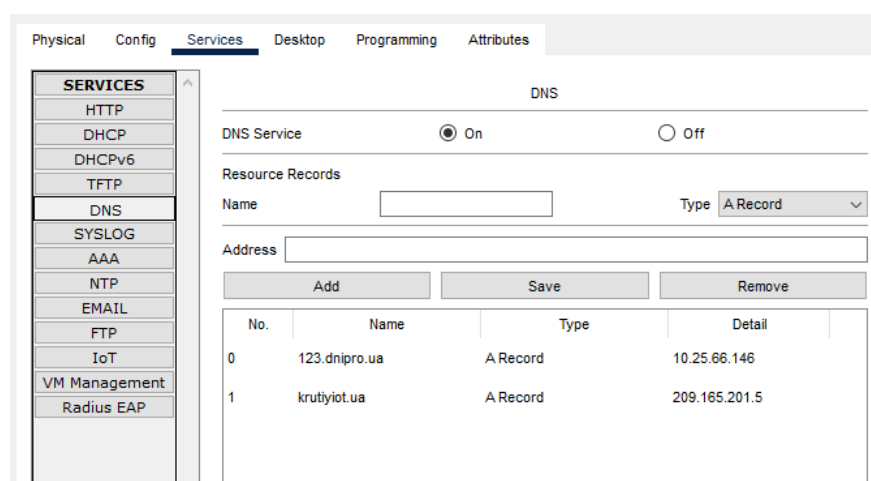 Physical Config Services Desktop Programming Attributes
SERVICES
HTTP
DHCP
DHCPv6
TFTP
DNS
SYSLOG
AAA
NTP
EMAIL
FTP
IoT
VM Management
Radius EAP
DNS
DNS Service On Off
Resource Records
Name Type A Record
Address
Add Save Remove
No. Name Type Detail
0 123.dnipro.ua A Record 10.25.66.146
1 krutiyiot.ua A Record 209.165.201.5